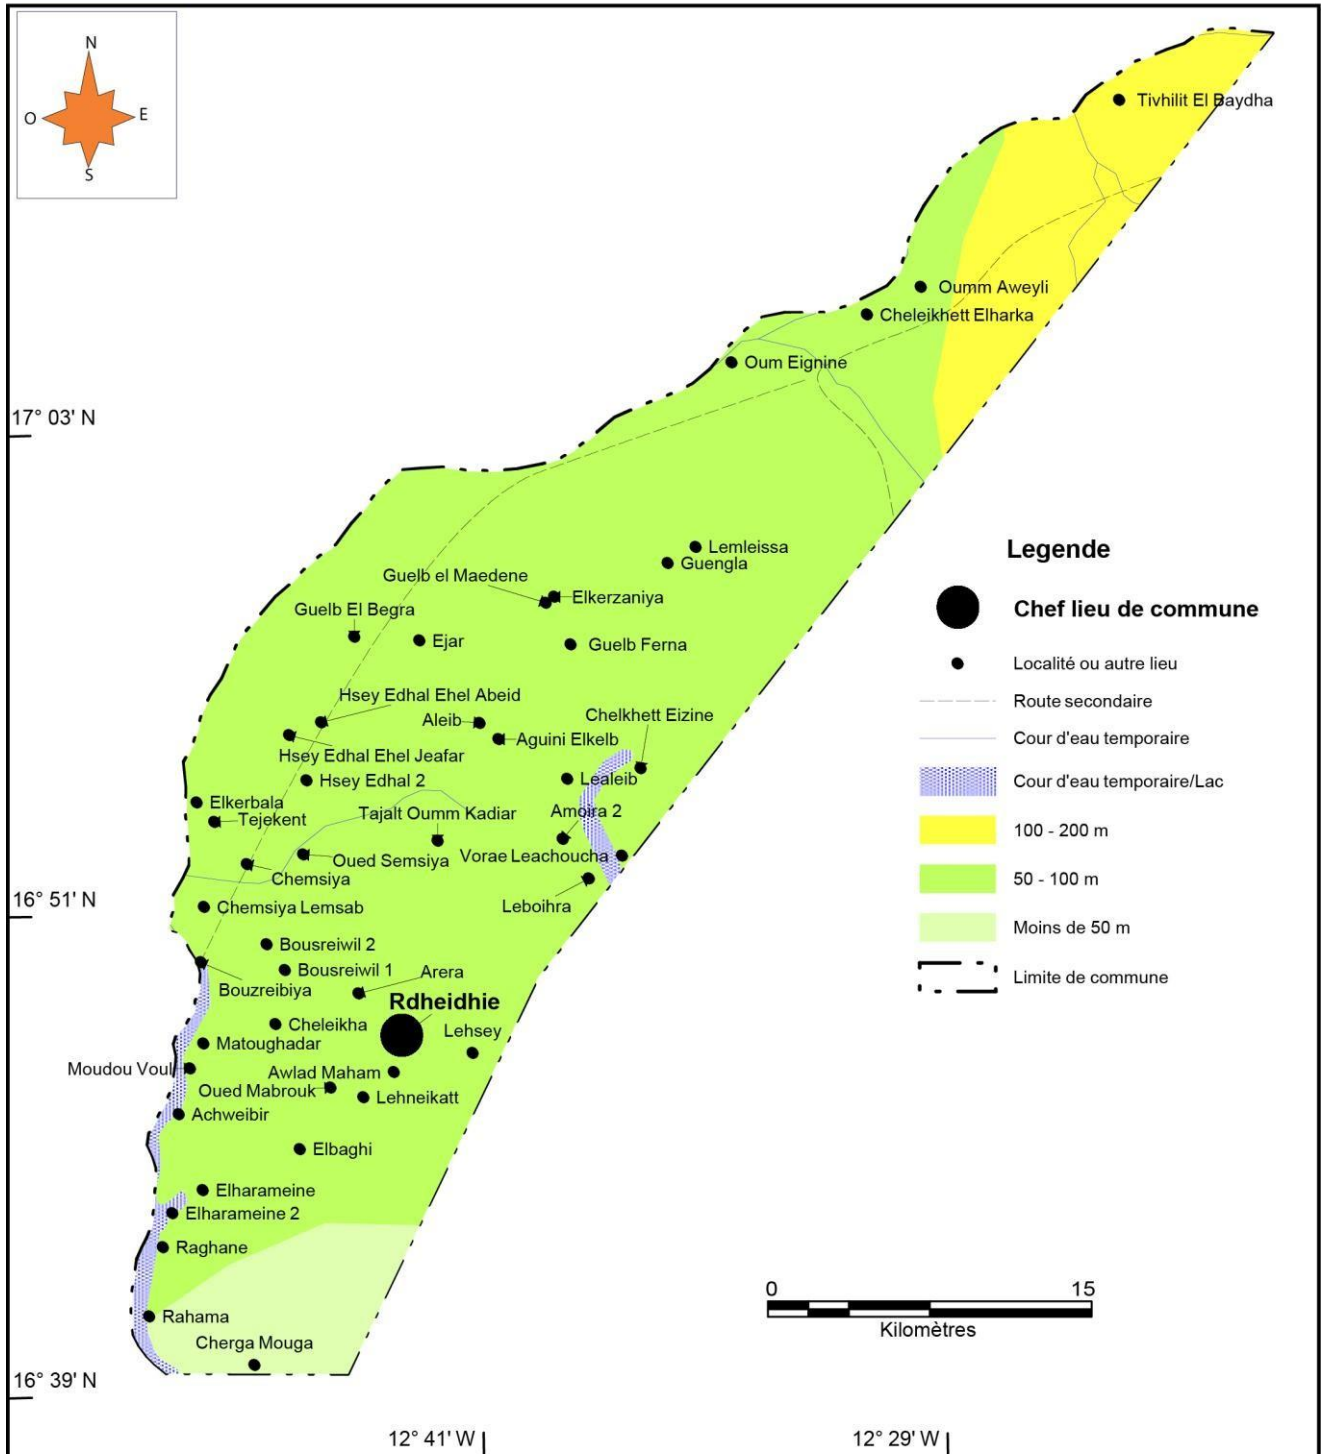 N
O
E
S
Tivhilit El Baydha
Oumm Aweyli
Cheleikhett Elharka
Oum Eignine
17° 03' N
Lemleissa
Guengla
Guelb el Maedene
Elkerzaniya
Guelb El Begra
Ejar
Guelb Ferna
Hsey Edhal Ehel Abeid
Aleib
Chelkhett Eizine
Aguini Elkelb
Hsey Edhal Ehel Jeafar
Hsey Edhal 2
Lealeib
Elkerbala
Tajalt Oumm Kadiar
Amoira 2
Tejekent
Oued Semsiya
Vorae Leachoucha
Chemsiya
16° 51' N
Chemsiya Lemsab
Leboihra
Bousreiwil 2
Bousreiwil 1
Arera
Bouzreibiya
Rdheidhie
Cheleikha
Lehsey
Matoughadar
Moudou Voul
Awlad Maham
Oued Mabrouk
Lehneikatt
Achweibir
Elbaghi
Elharameine
Elharameine 2
Raghane
Rahama
Cherga Mouga
16° 39' N
12° 41' W
12° 29' W
Legende
Chef lieu de commune
Localité ou autre lieu
Route secondaire
Cour d'eau temporaire
Cour d'eau temporaire/Lac
100 - 200 m
50 - 100 m
Moins de 50 m
Limite de commune
0 15
Kilomètres